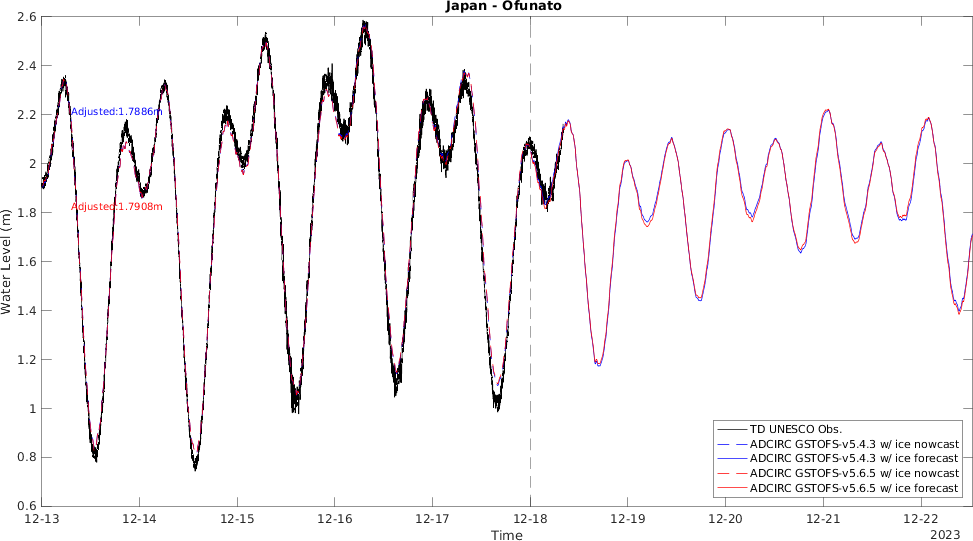 Japan - Ofunato
2.6
2.4
2.2
2
1.8
1.6
1.4
1.2
1
0.8
0.6
Water Level (m)
Adjusted:1.7886m
Adjusted:1.7908m
TD UNESCO Obs.
ADCIRC GSTOFS-v5.4.3 w/ ice nowcast
ADCIRC GSTOFS-v5.4.3 w/ ice forecast
ADCIRC GSTOFS-v5.6.5 w/ ice nowcast
ADCIRC GSTOFS-v5.6.5 w/ ice forecast
12-13 12-14 12-15 12-16 12-17 12-18 12-19 12-20 12-21 12-22
Time
2023